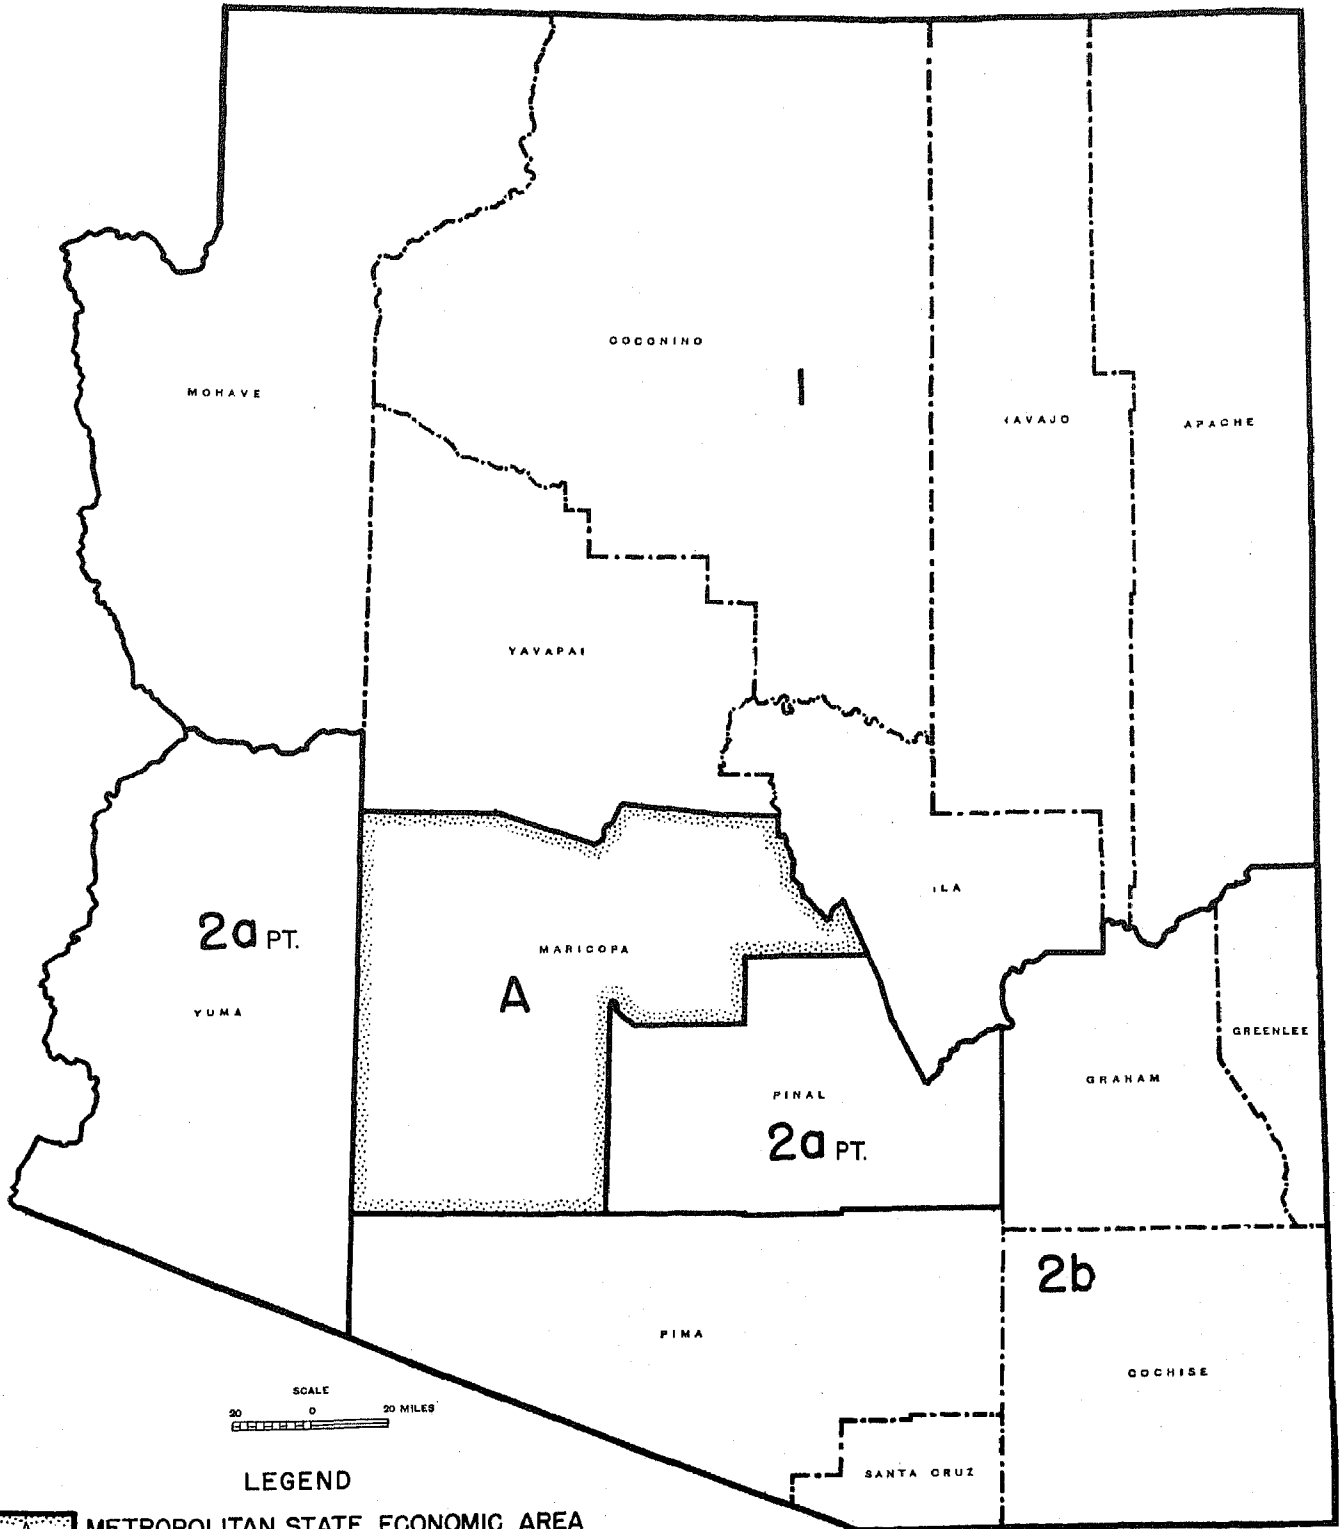 COCONINO
I
MOHAVE
NAVAJO
APACHE
YAVAPAI
ILA
2a PT.
MARICOPA
A
YUMA
GREENLEE
GRAHAM
PINAL
2a PT.
2b
PIMA
COCHISE
SCALE
20 0 20 MILES
SANTA CRUZ
LEGEND
A METROPOLITAN STATE ECONOMIC AREA